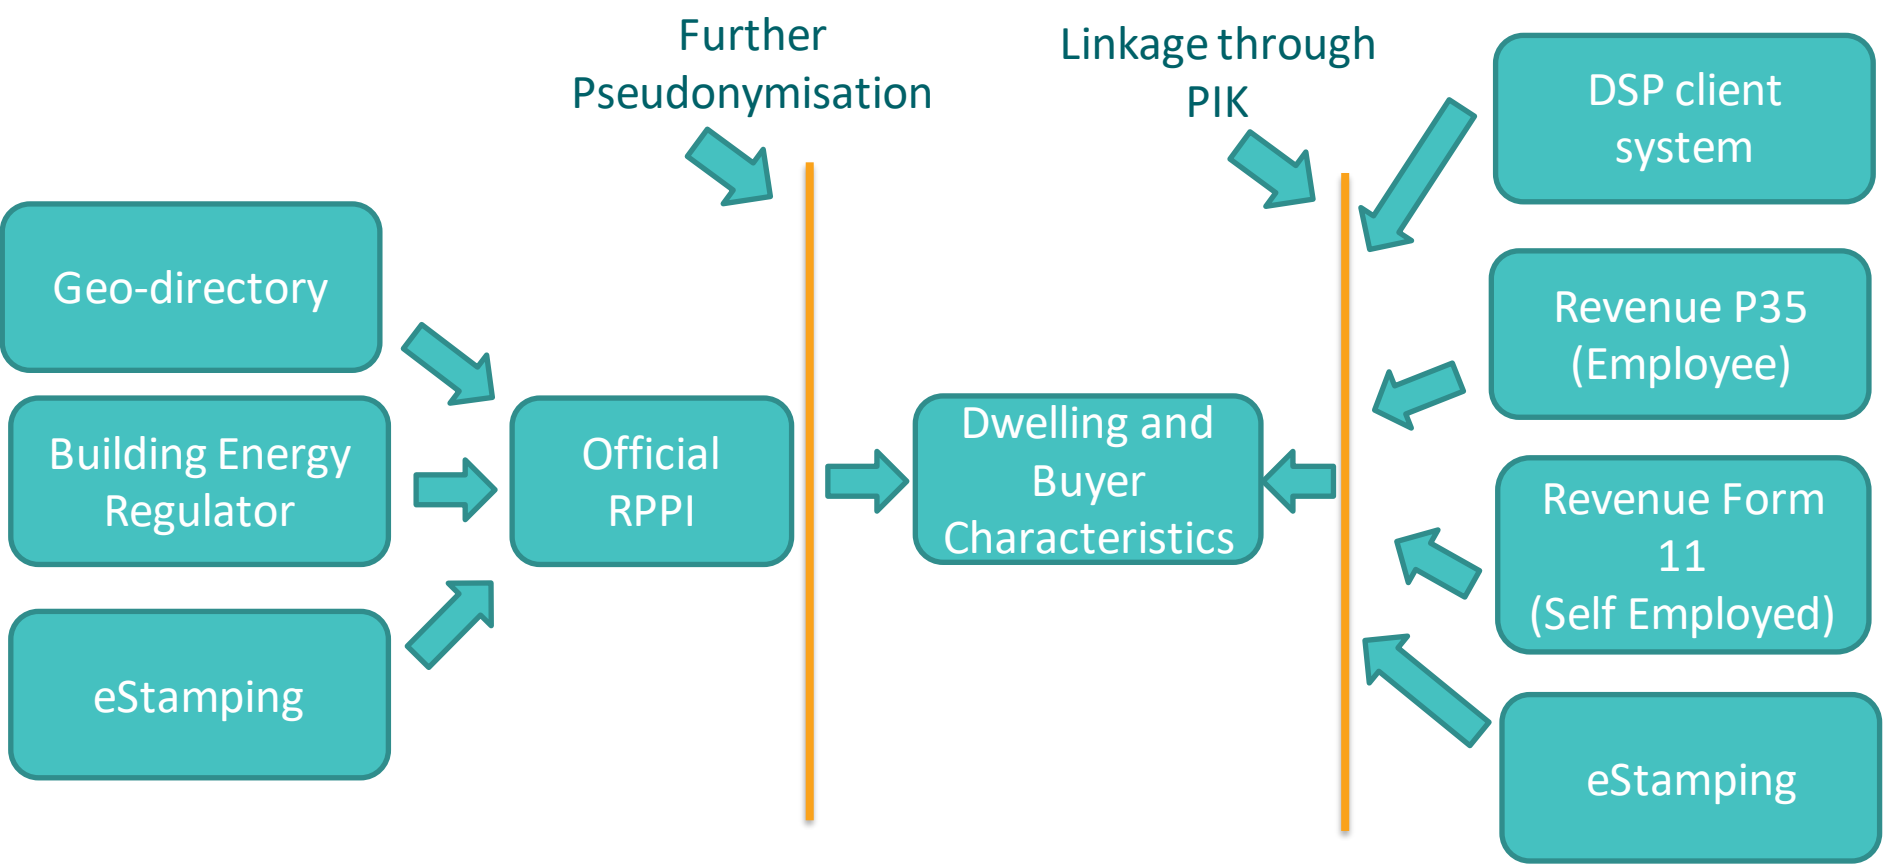 Further
Pseudonymisation
Linkage through
PIK
DSP client
system
Geo-directory
Revenue P35
(Employee)
Building Energy
Regulator
Official
RPPI
Dwelling and
Buyer
Characteristics
Revenue Form
11
(Self Employed)
eStamping
eStamping